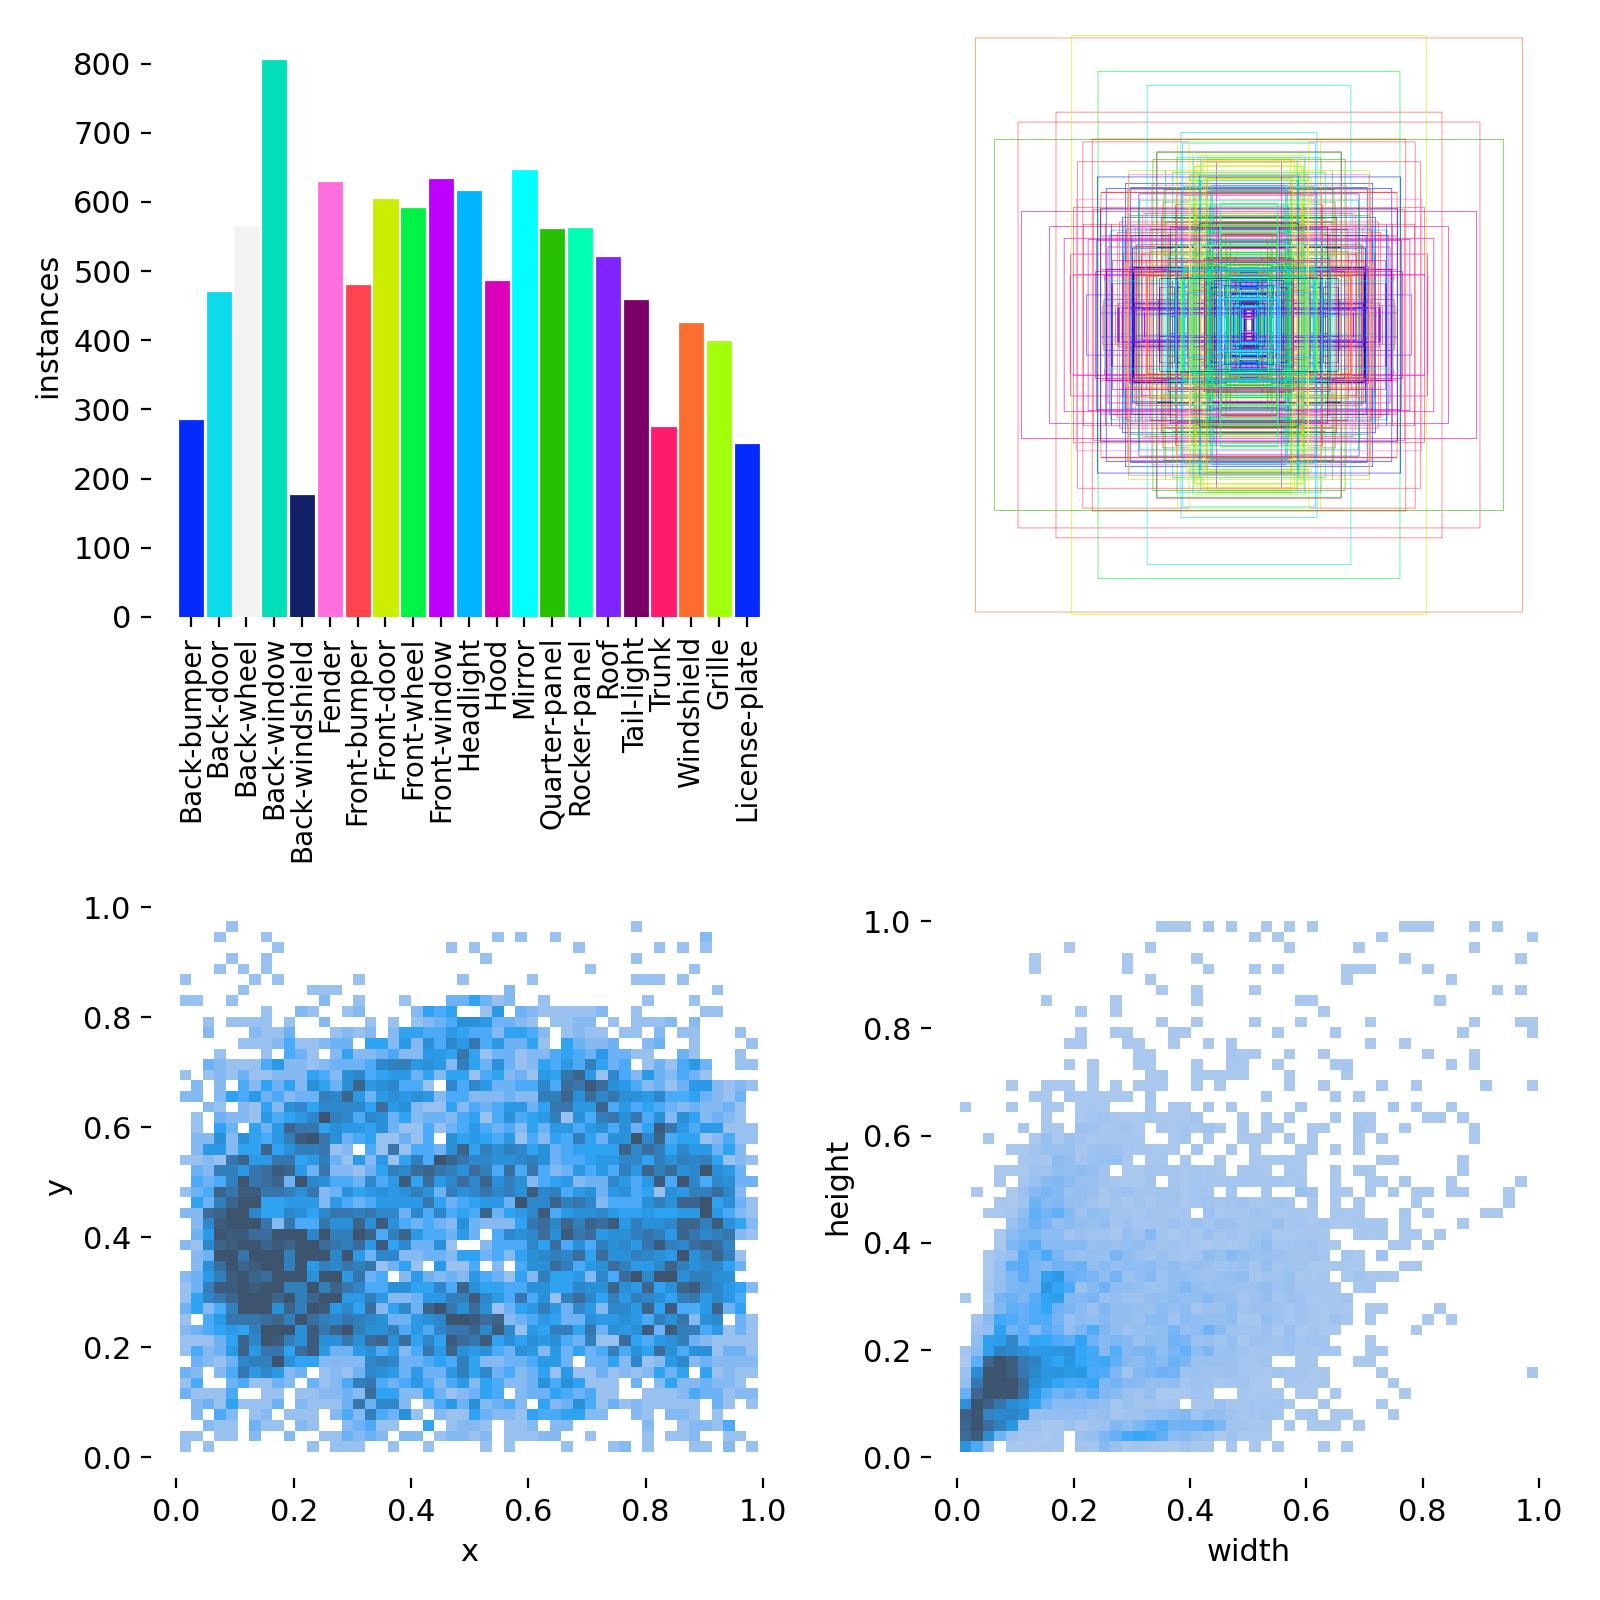 800
700
600
500
400
300
200
100
0
instances
Back-bumper
Back-door
Back-wheel
Back-window
Back-windshield
Fender
Front-bumper
Front-door
Front-wheel
Front-window
Headlight
Hood
Mirror
Quarter-panel
Rocker-panel
Roof
Tail-light
Trunk
Windshield
Grille
License-plate
1.0
0.8
0.6
0.4
0.2
0.0
y
0.0 0.2 0.4 0.6 0.8 1.0
x
1.0
0.8
0.6
0.4
0.2
0.0
height
0.0 0.2 0.4 0.6 0.8 1.0
width